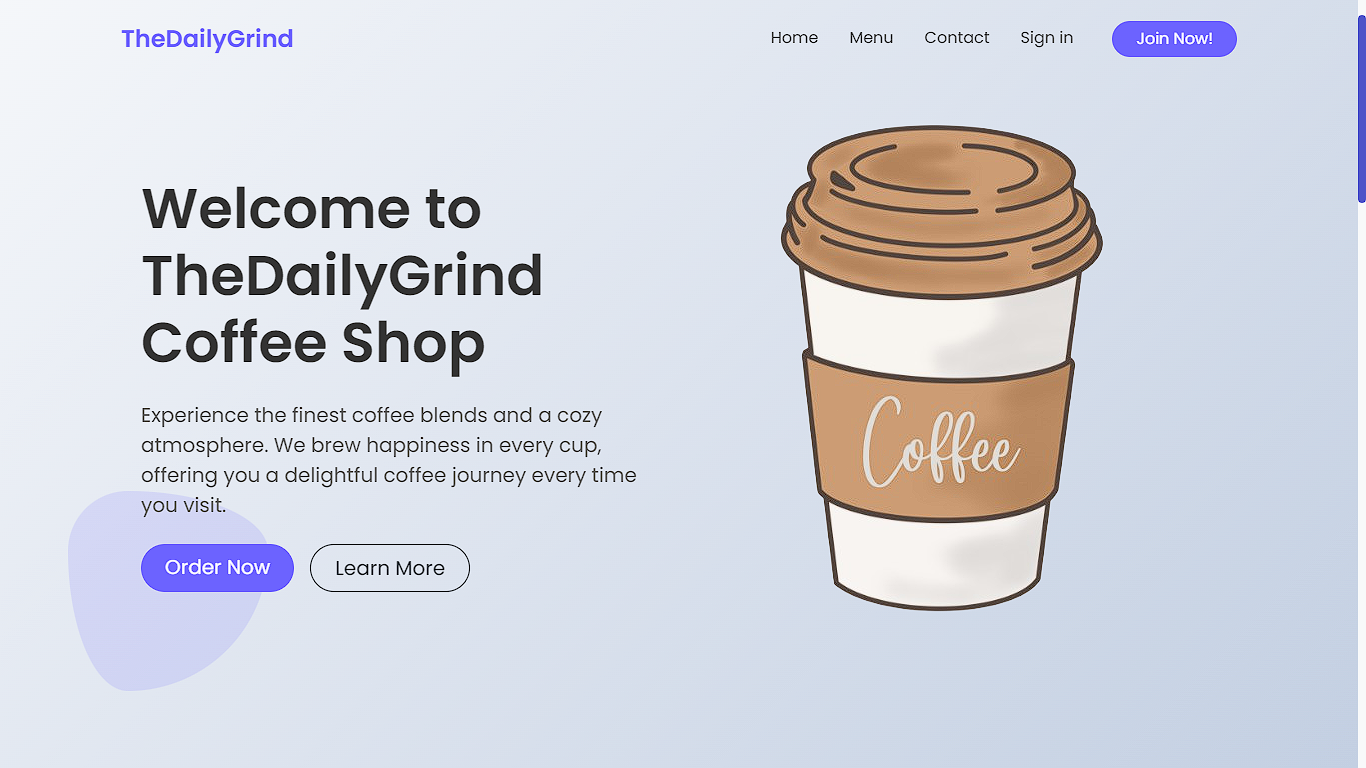 TheDailyGrind
Home
Menu
Contact
Sign in
Join Now!
Welcome to
TheDailyGrind
Coffee Shop
Experience the finest coffee blends and a cozy
atmosphere. We brew happiness in every cup,
offering you a delightful coffee journey every time
you visit.
Order Now
Learn More
Coffee